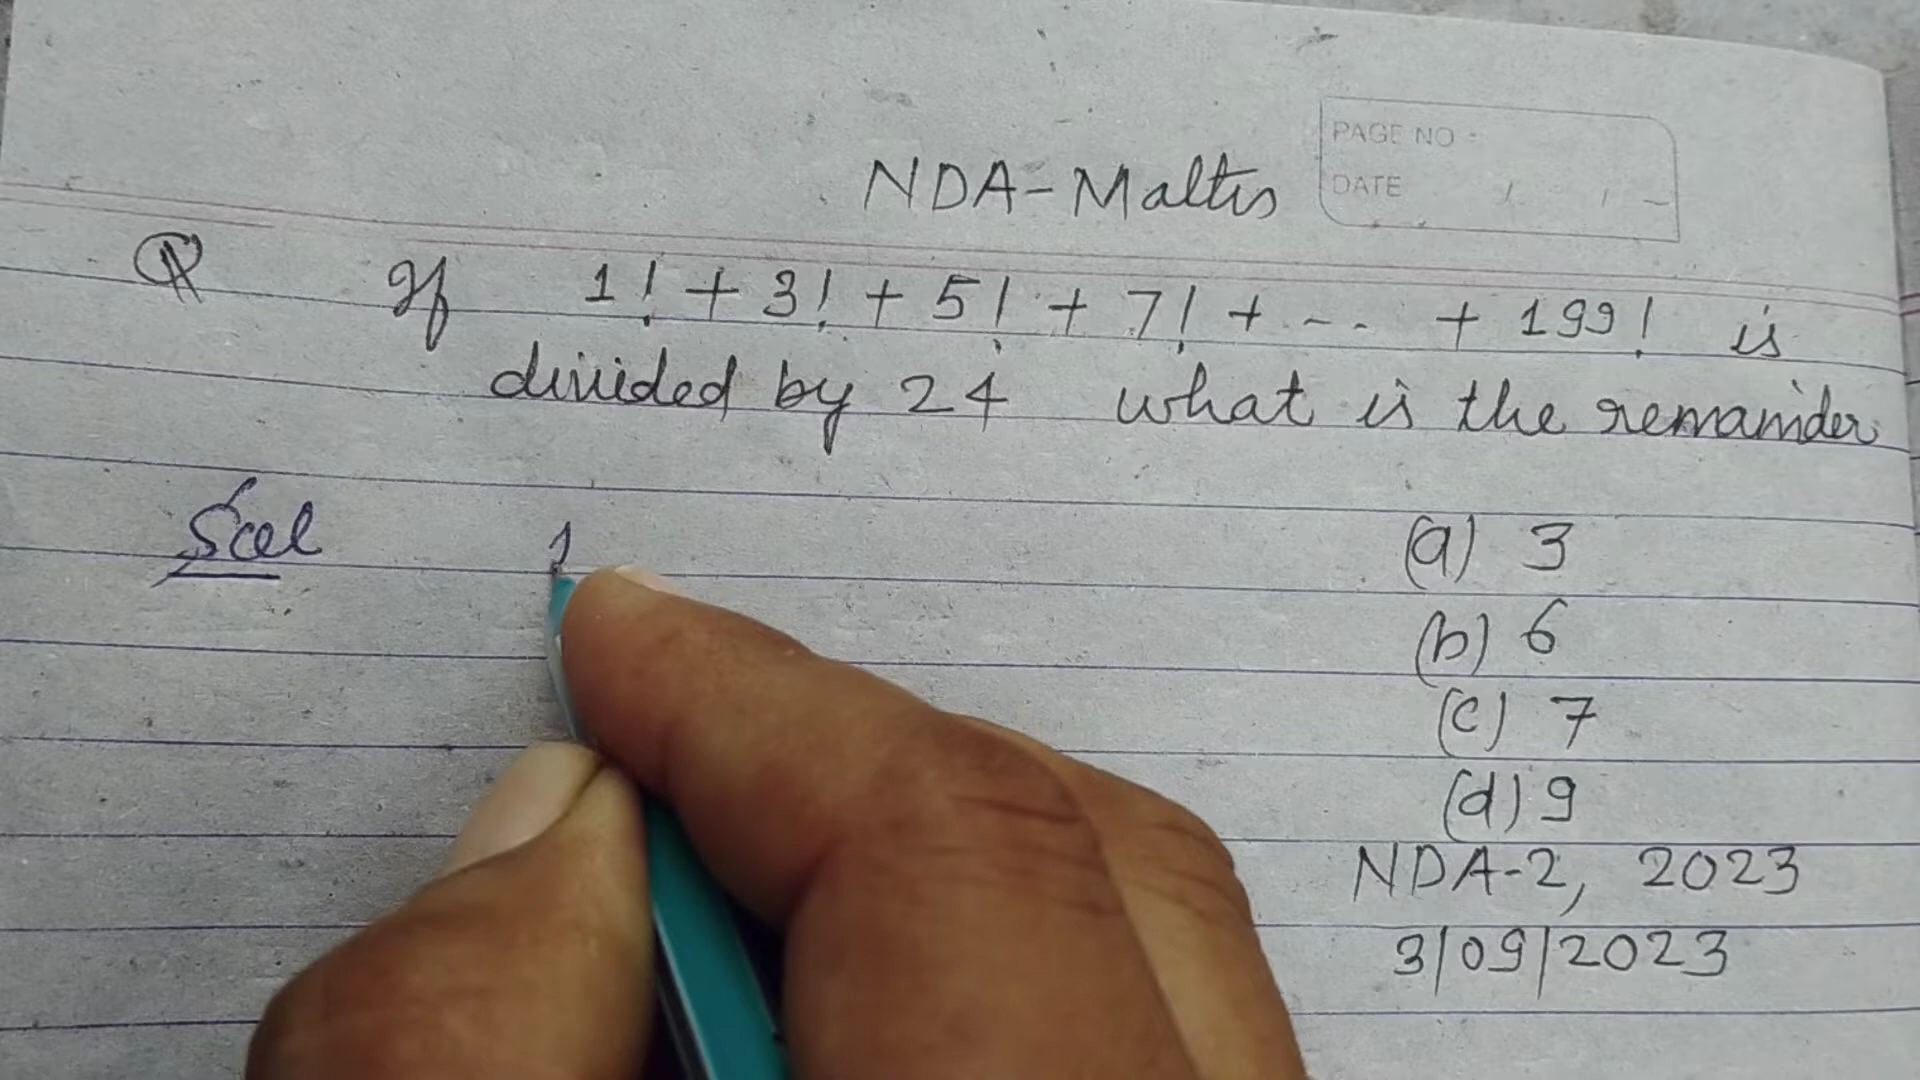 PAGE NO :
DATE / /
NDA-Maths
Q If 1! + 3! + 5! + 7! + -.. + 199! is
divided by 24 what is the remainder
Sol 1
(a) 3
(b) 6
(c) 7
(d) 9
NDA-2, 2023
3/09/2023